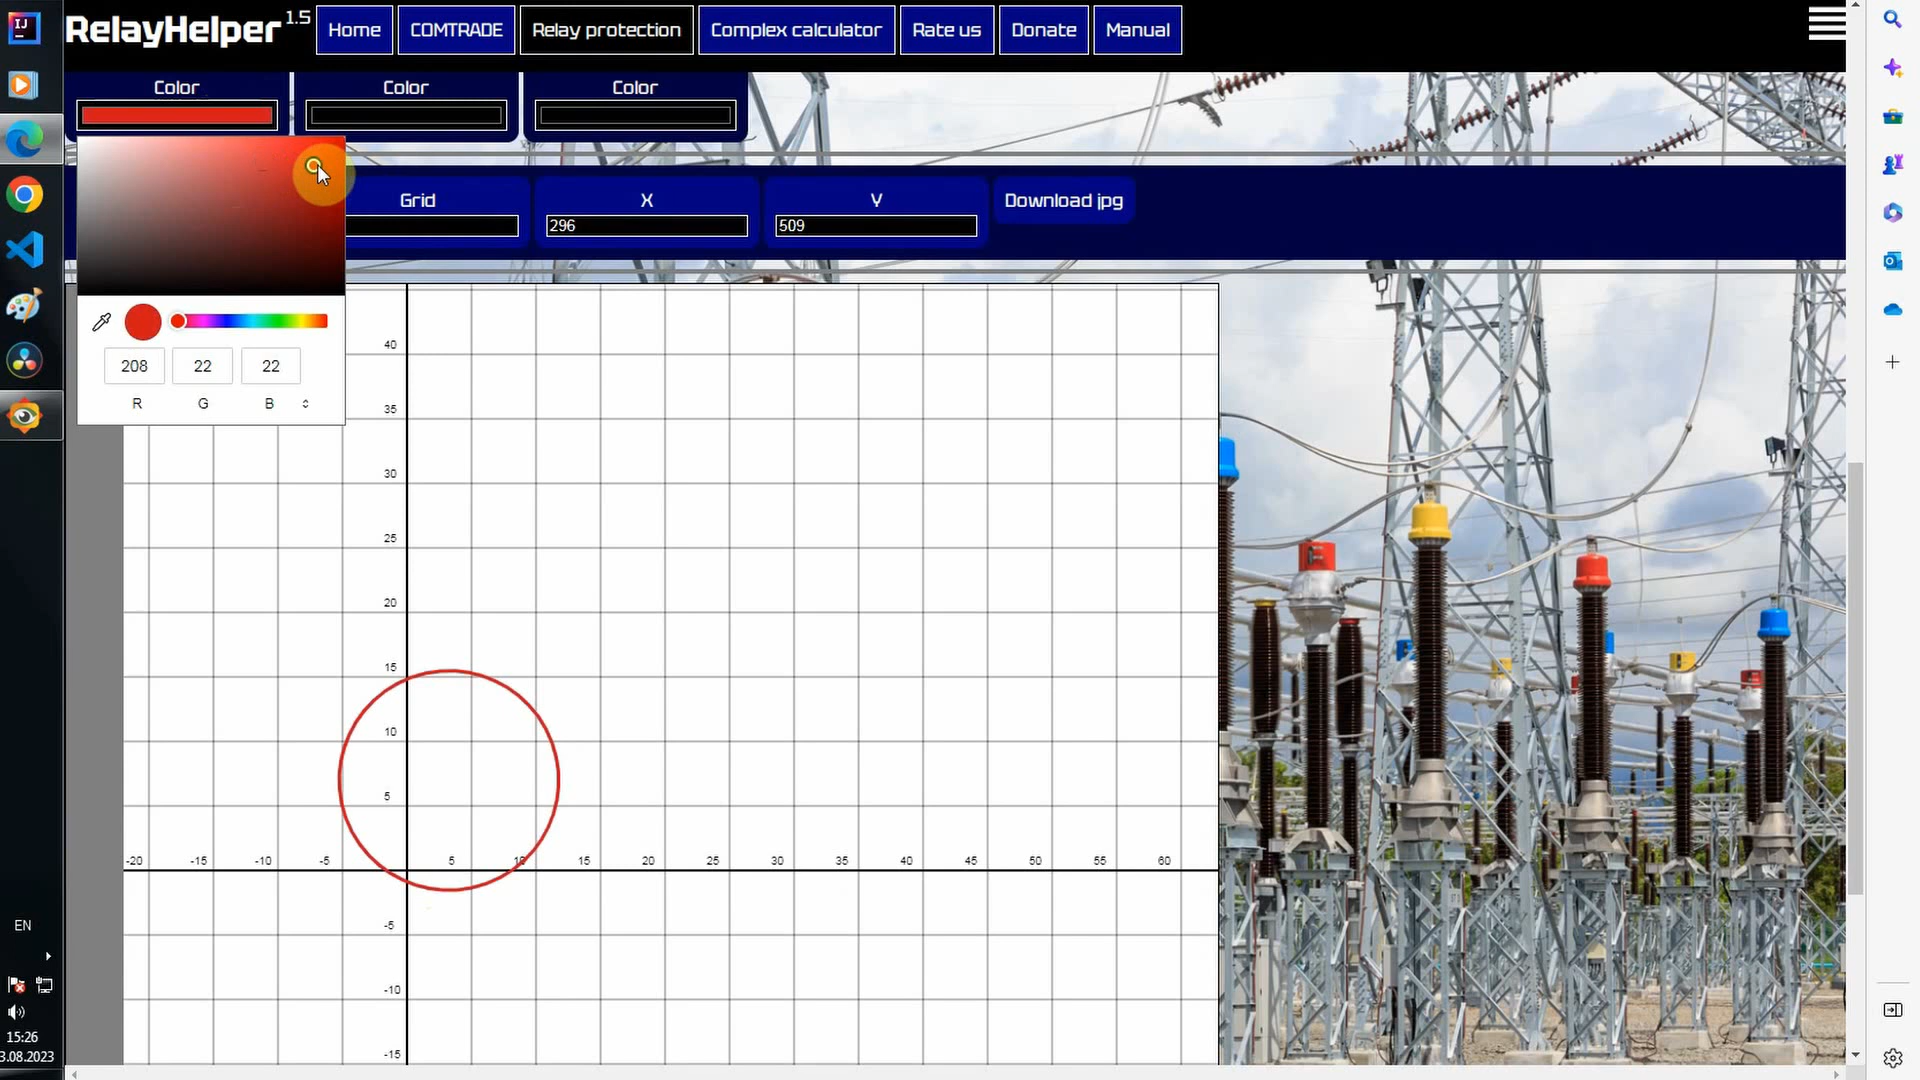 RelayHelper 1.5
Home
COMTRADE
Relay protection
Complex calculator
Rate us
Donate
Manual
Color
Color
Color
Grid
X
Y
Download jpg
296
509
208
22
22
R
G
B
40
35
30
25
20
15
10
5
-20 -15 -10 -5 5 10 15 20 25 30 35 40 45 50 55 60
-5
-10
-15
EN
15:26
3.08.2023